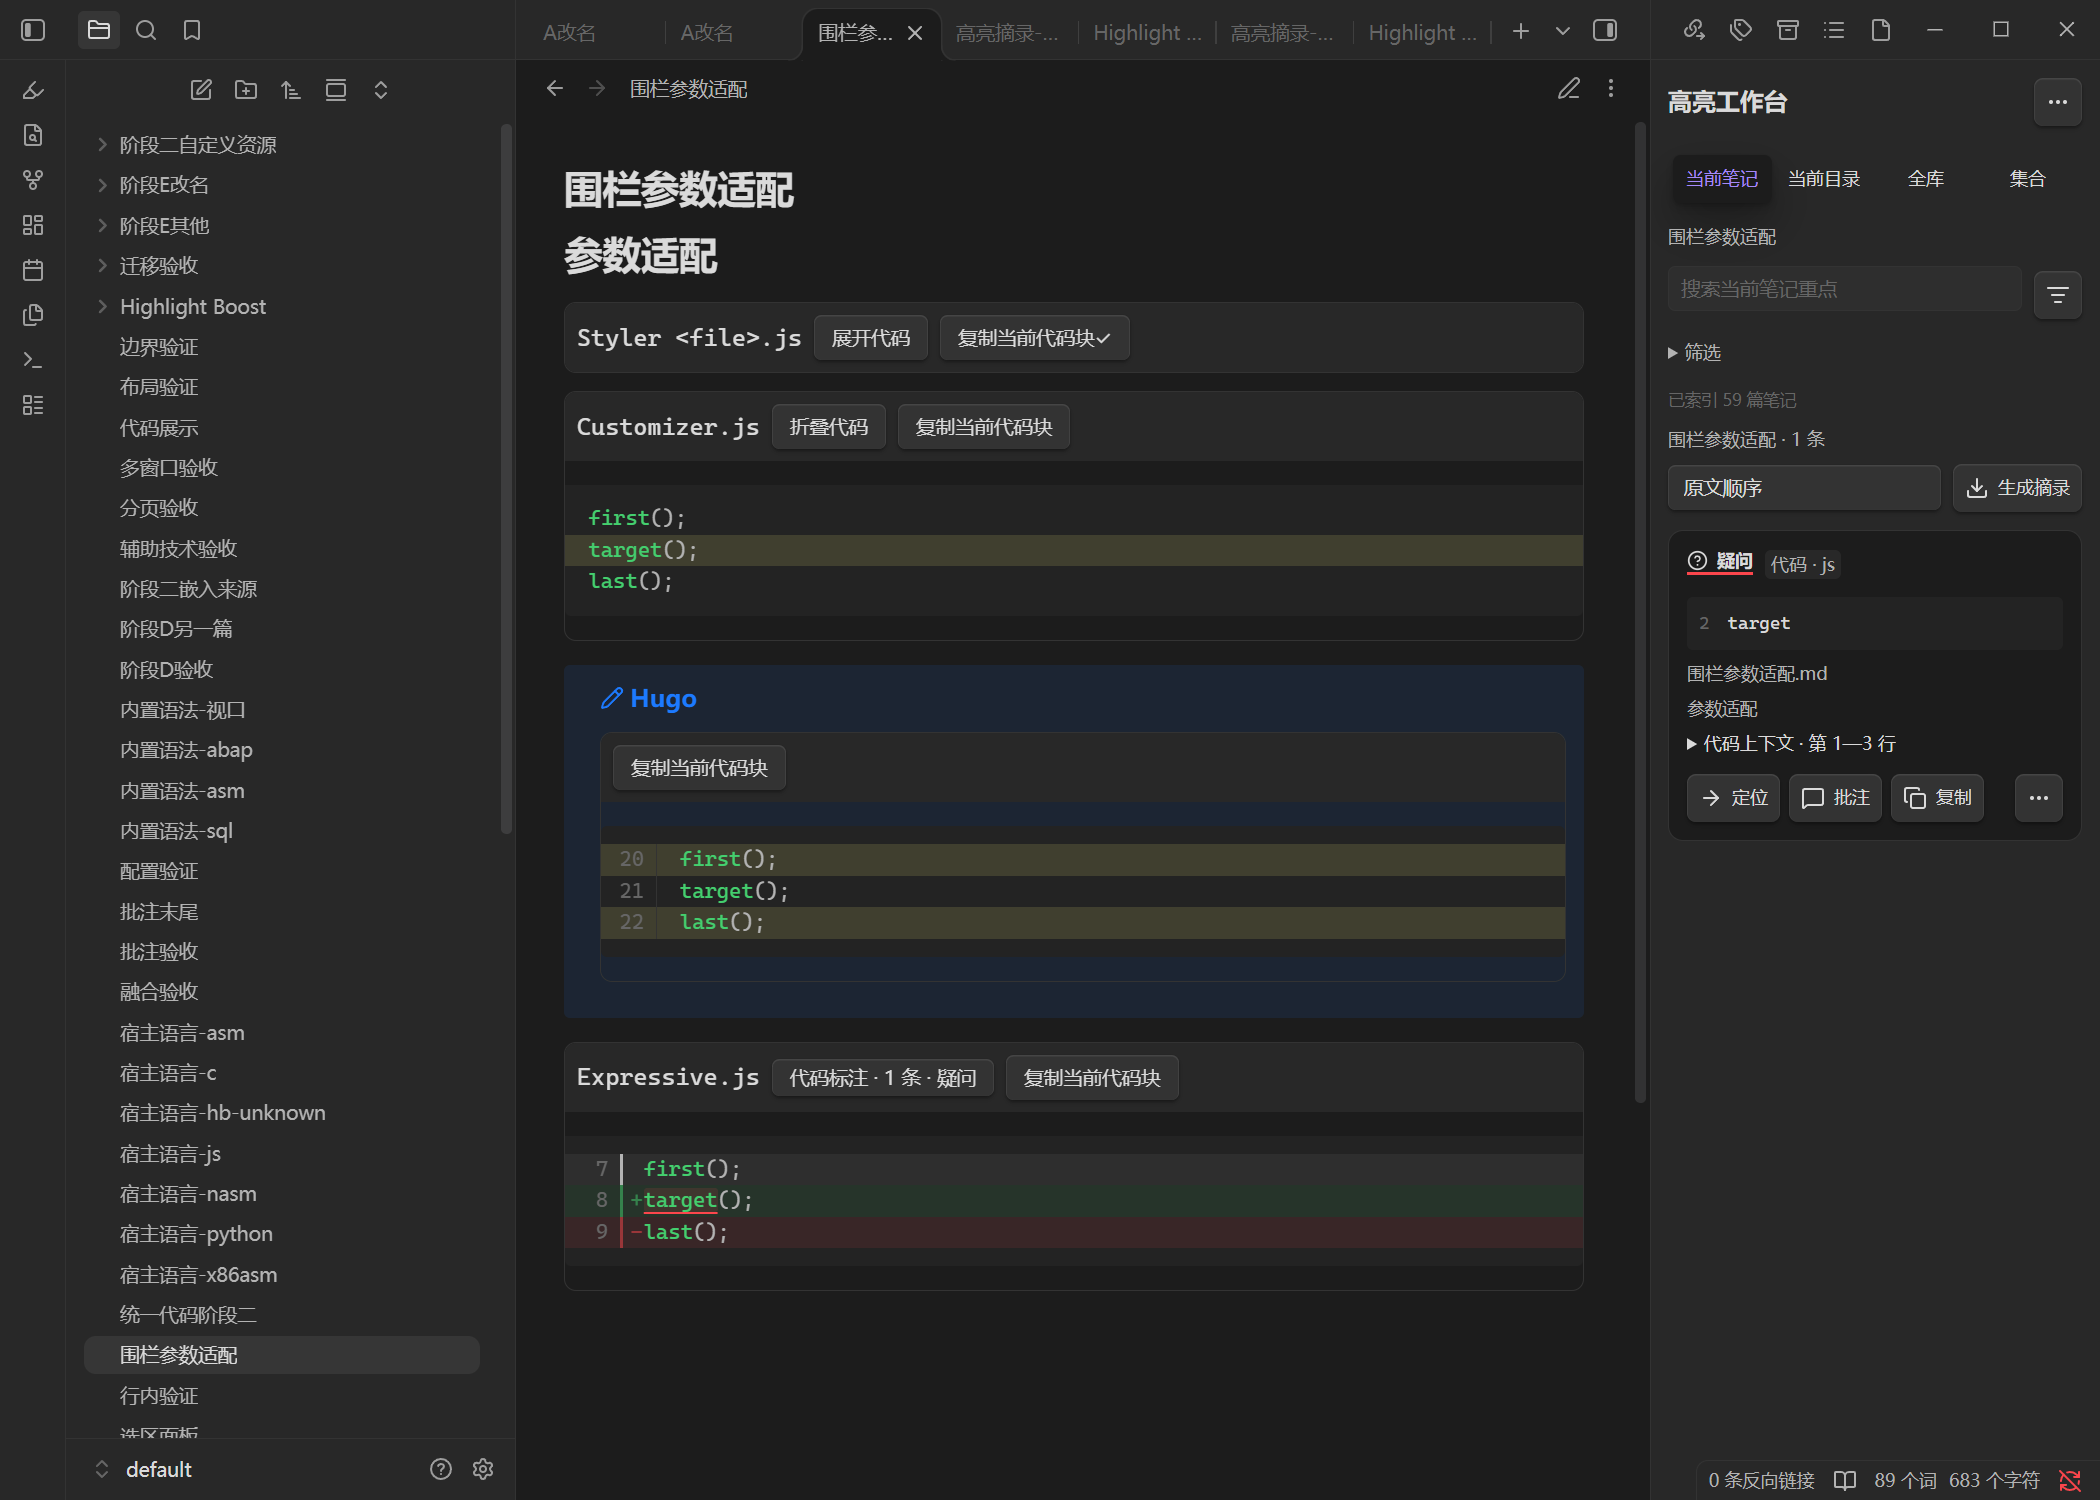 A改名
A改名
围栏参...
高亮摘录-...
Highlight ...
高亮摘录-...
Highlight ...
阶段二自定义资源
阶段E改名
阶段E其他
迁移验收
Highlight Boost
边界验证
布局验证
代码展示
多窗口验收
分页验收
辅助技术验收
阶段二嵌入来源
阶段D另一篇
阶段D验收
内置语法-视口
内置语法-abap
内置语法-asm
内置语法-sql
配置验证
批注末尾
批注验收
融合验收
宿主语言-asm
宿主语言-c
宿主语言-hb-unknown
宿主语言-js
宿主语言-nasm
宿主语言-python
宿主语言-x86asm
统一代码阶段二
围栏参数适配
行内验证
选区面板
default
围栏参数适配
围栏参数适配
参数适配
Styler <file>.js 展开代码 复制当前代码块✓
Customizer.js 折叠代码 复制当前代码块
first();
target();
last();
Hugo
复制当前代码块
20 first();
21 target();
22 last();
Expressive.js 代码标注 · 1 条 · 疑问 复制当前代码块
7 first();
8 +target();
9 -last();
高亮工作台
当前笔记 当前目录 全库 集合
围栏参数适配
搜索当前笔记重点
筛选
已索引 59 篇笔记
围栏参数适配 · 1 条
原文顺序 生成摘录
疑问 代码 · js
2 target
围栏参数适配.md
参数适配
代码上下文 · 第 1—3 行
定位 批注 复制
0 条反向链接 89 个词 683 个字符